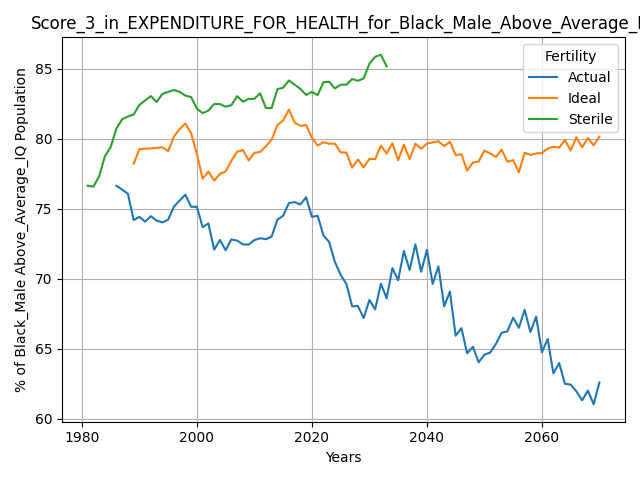 Score_3_in_EXPENDITURE_FOR_HEALTH_for_Black_Male_Above_Average_I
Fertility
Actual
Ideal
Sterile
% of Black_Male Above_Average_IQ Population
85
80
75
70
65
60
1980
2000
2020
2040
2060
Years